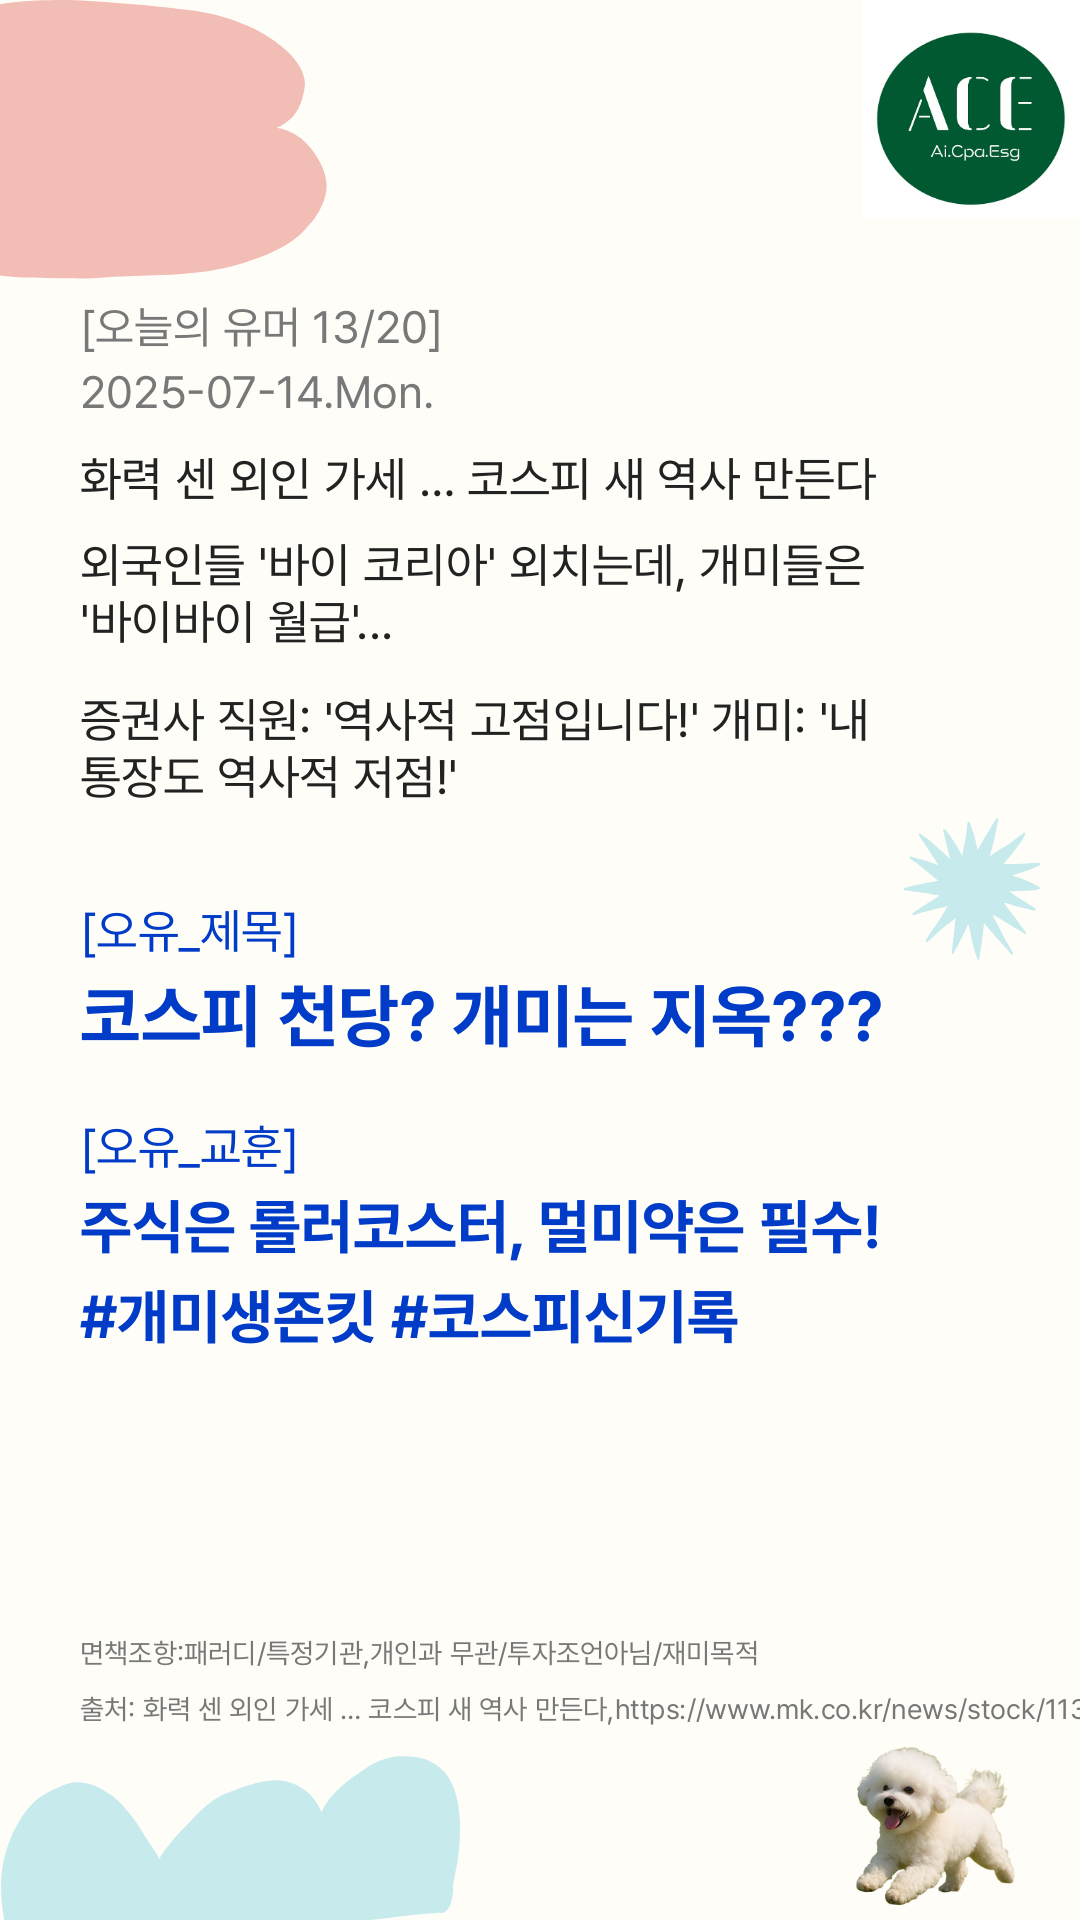 ACE
Ai.Cpa.Esg
[오늘의 유머 13/20]
2025-07-14.Mon.
화력 센 외인 가세 ... 코스피 새 역사 만든다
외국인들 '바이 코리아' 외치는데, 개미들은
'바이바이 월급'...
증권사 직원: '역사적 고점입니다!' 개미: '내
통장도 역사적 저점!'
[오유_제목]
코스피 천당? 개미는 지옥???
[오유_교훈]
주식은 롤러코스터, 멀미약은 필수!
#개미생존킷 #코스피신기록
면책조항:패러디/특정기관,개인과 무관/투자조언아님/재미목적
출처: 화력 센 외인 가세 ... 코스피 새 역사 만든다,https://www.mk.co.kr/news/stock/113